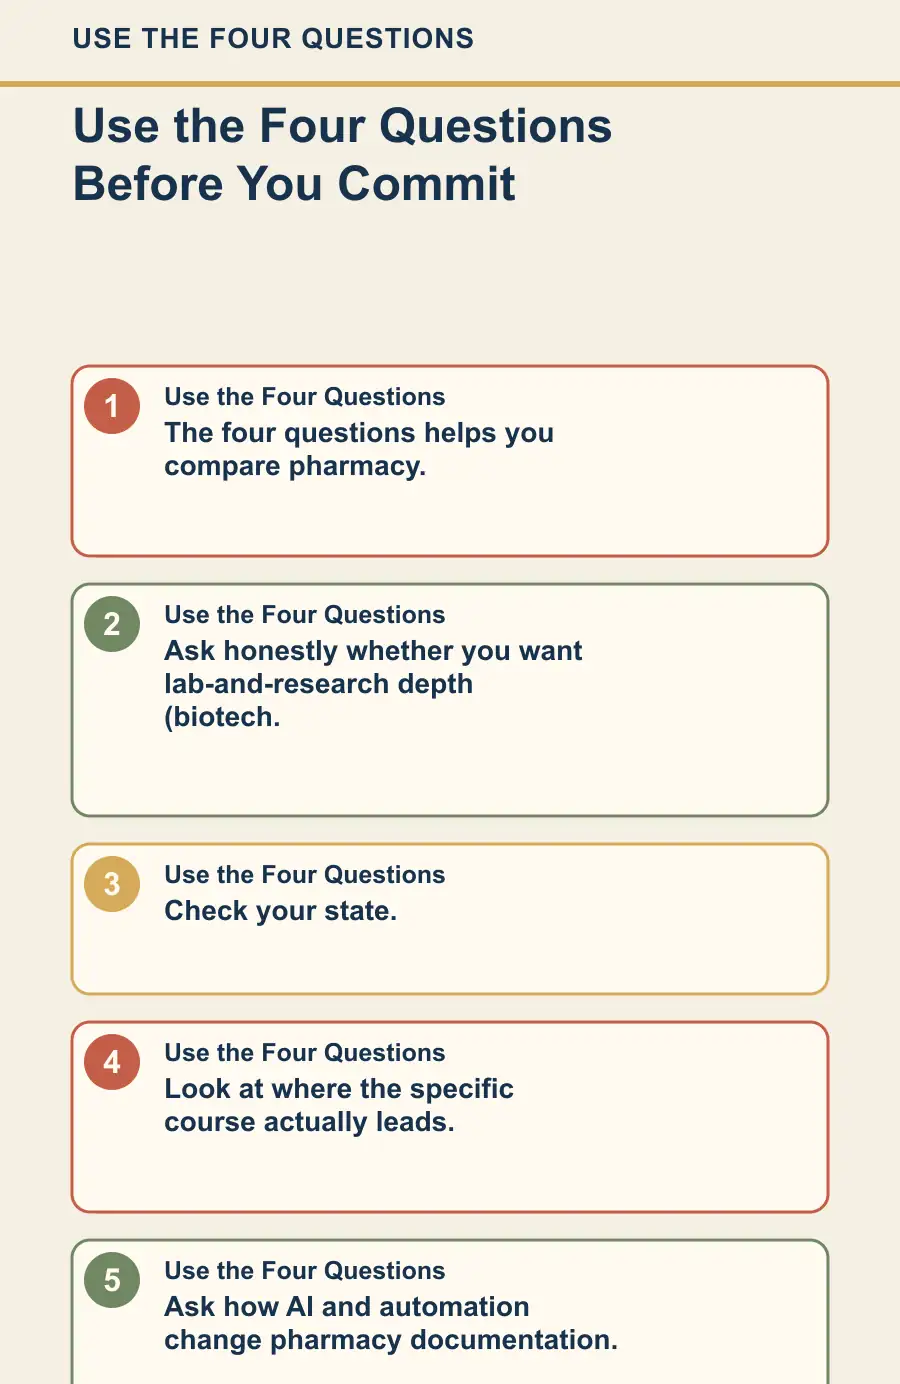 USE THE FOUR QUESTIONS
Use the Four Questions
Before You Commit
1
Use the Four Questions
The four questions helps you
compare pharmacy.
2
Use the Four Questions
Ask honestly whether you want
lab-and-research depth
(biotech.
3
Use the Four Questions
Check your state.
4
Use the Four Questions
Look at where the specific
course actually leads.
5
Use the Four Questions
Ask how AI and automation
change pharmacy documentation.